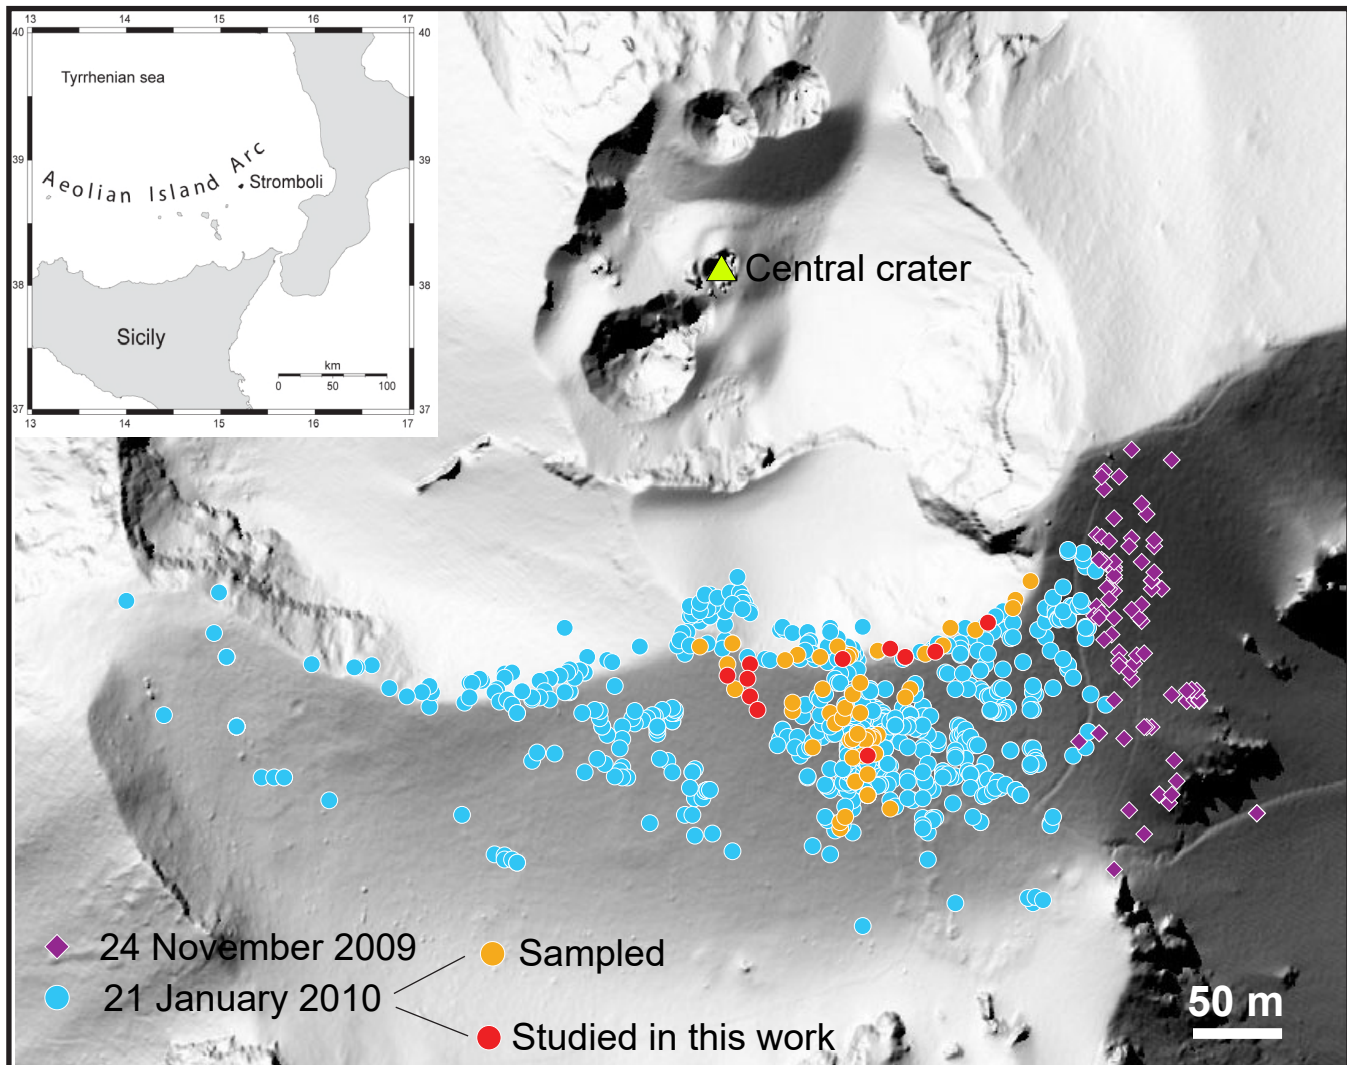 13 14 15 16 17
40 40
Tyrrhenian sea
39 39
Aeolian Island Arc
Stromboli
38 38
Sicily
km
0 50 100
37 37
13 14 15 16 17
Central crater
24 November 2009
Sampled
21 January 2010
Studied in this work
50 m